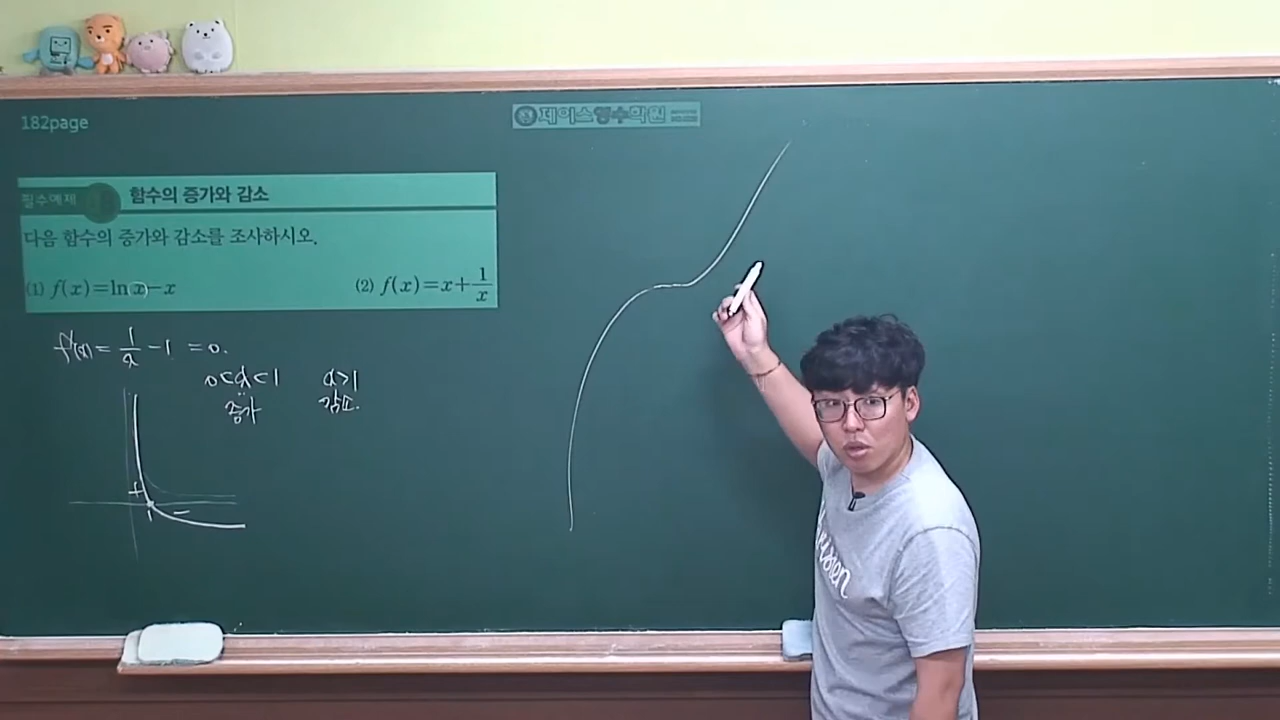 182page
제이스영수학원
필수예제
함수의 증가와 감소
다음 함수의 증가와 감소를 조사하시오.
(1) f(x)=ln x−x
(2) f(x)=x+1/x
f'(x) = 1/x −1 =0.
0<x<1 x>1
증가 감소.
+ 1 −